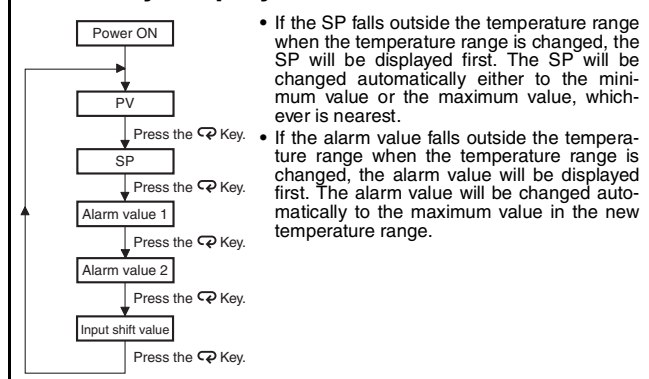 Power ON
PV
Press the Key.
SP
Press the Key.
Alarm value 1
Press the Key.
Alarm value 2
Press the Key.
Input shift value
Press the Key.
• If the SP falls outside the temperature range
when the temperature range is changed, the
SP will be displayed first. The SP will be
changed automatically either to the mini-
mum value or the maximum value, which-
ever is nearest.
• If the alarm value falls outside the tempera-
ture range when the temperature range is
changed, the alarm value will be displayed
first. The alarm value will be changed auto-
matically to the maximum value in the new
temperature range.